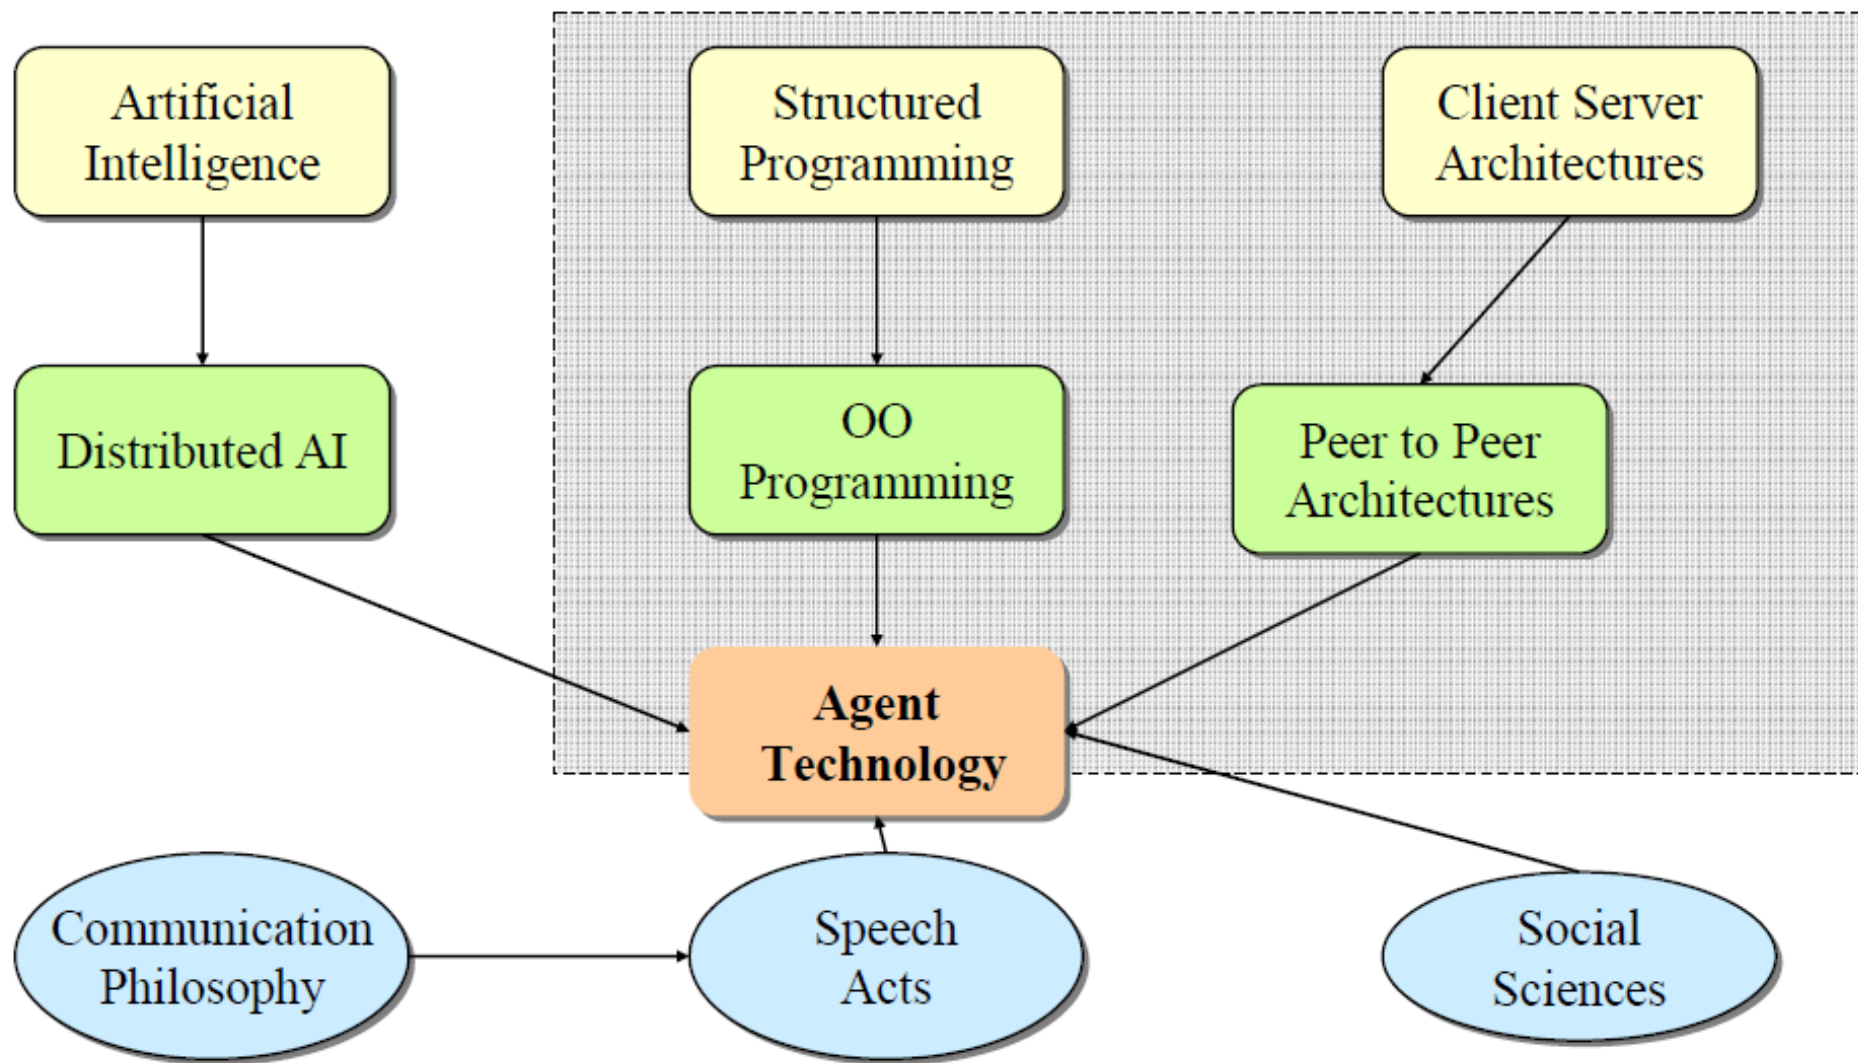 Artificial
Intelligence
Structured
Programming
Client Server
Architectures
Distributed AI
OO
Programming
Peer to Peer
Architectures
Agent
Technology
Communication
Philosophy
Speech
Acts
Social
Sciences